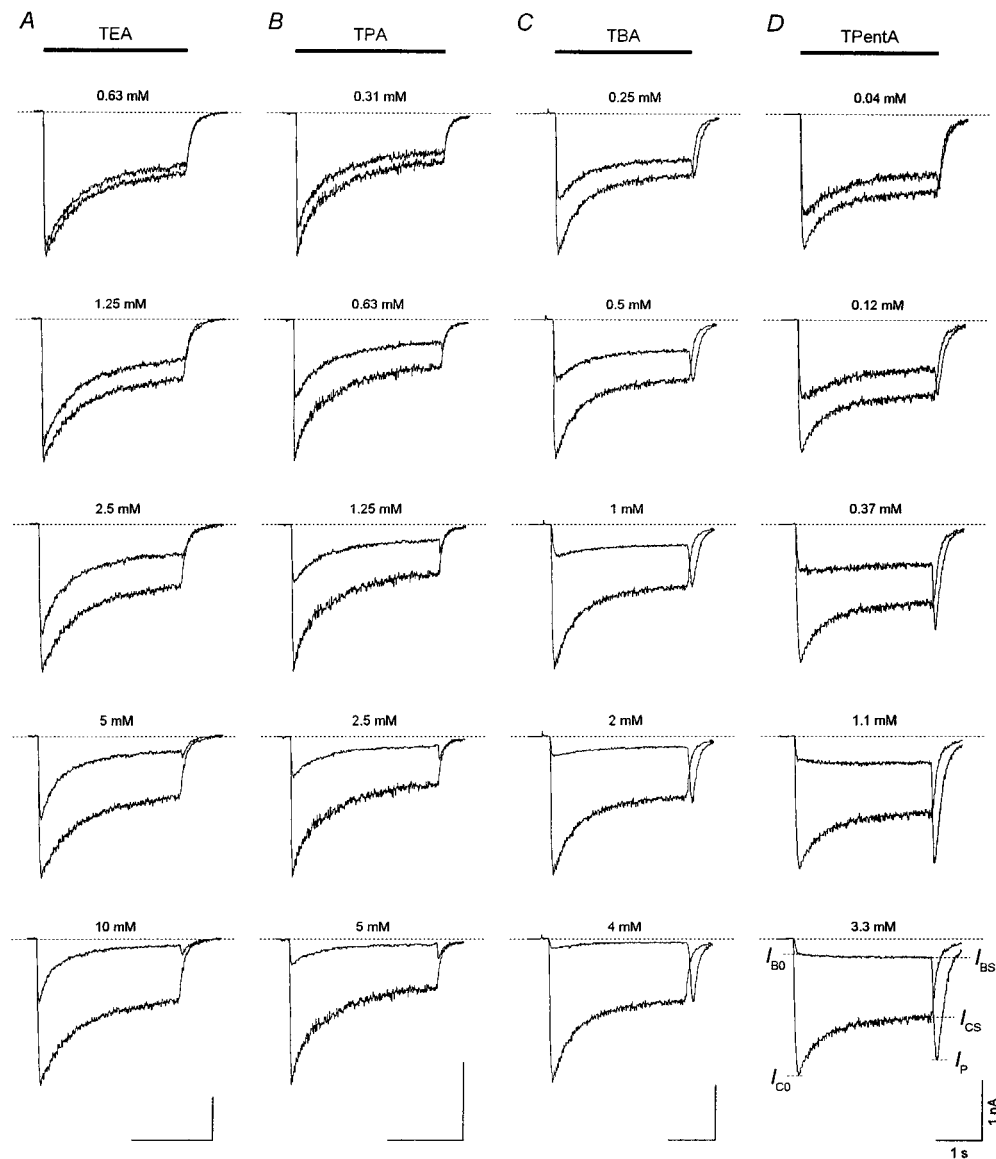 A B C D
TEA TPA TBA TPentA
0.63 mM 0.31 mM 0.25 mM 0.04 mM
1.25 mM 0.63 mM 0.5 mM 0.12 mM
2.5 mM 1.25 mM 1 mM 0.37 mM
5 mM 2.5 mM 2 mM 1.1 mM
10 mM 5 mM 4 mM 3.3 mM
IB0 IBS
ICS
IP
IC0
1 nA
1 s